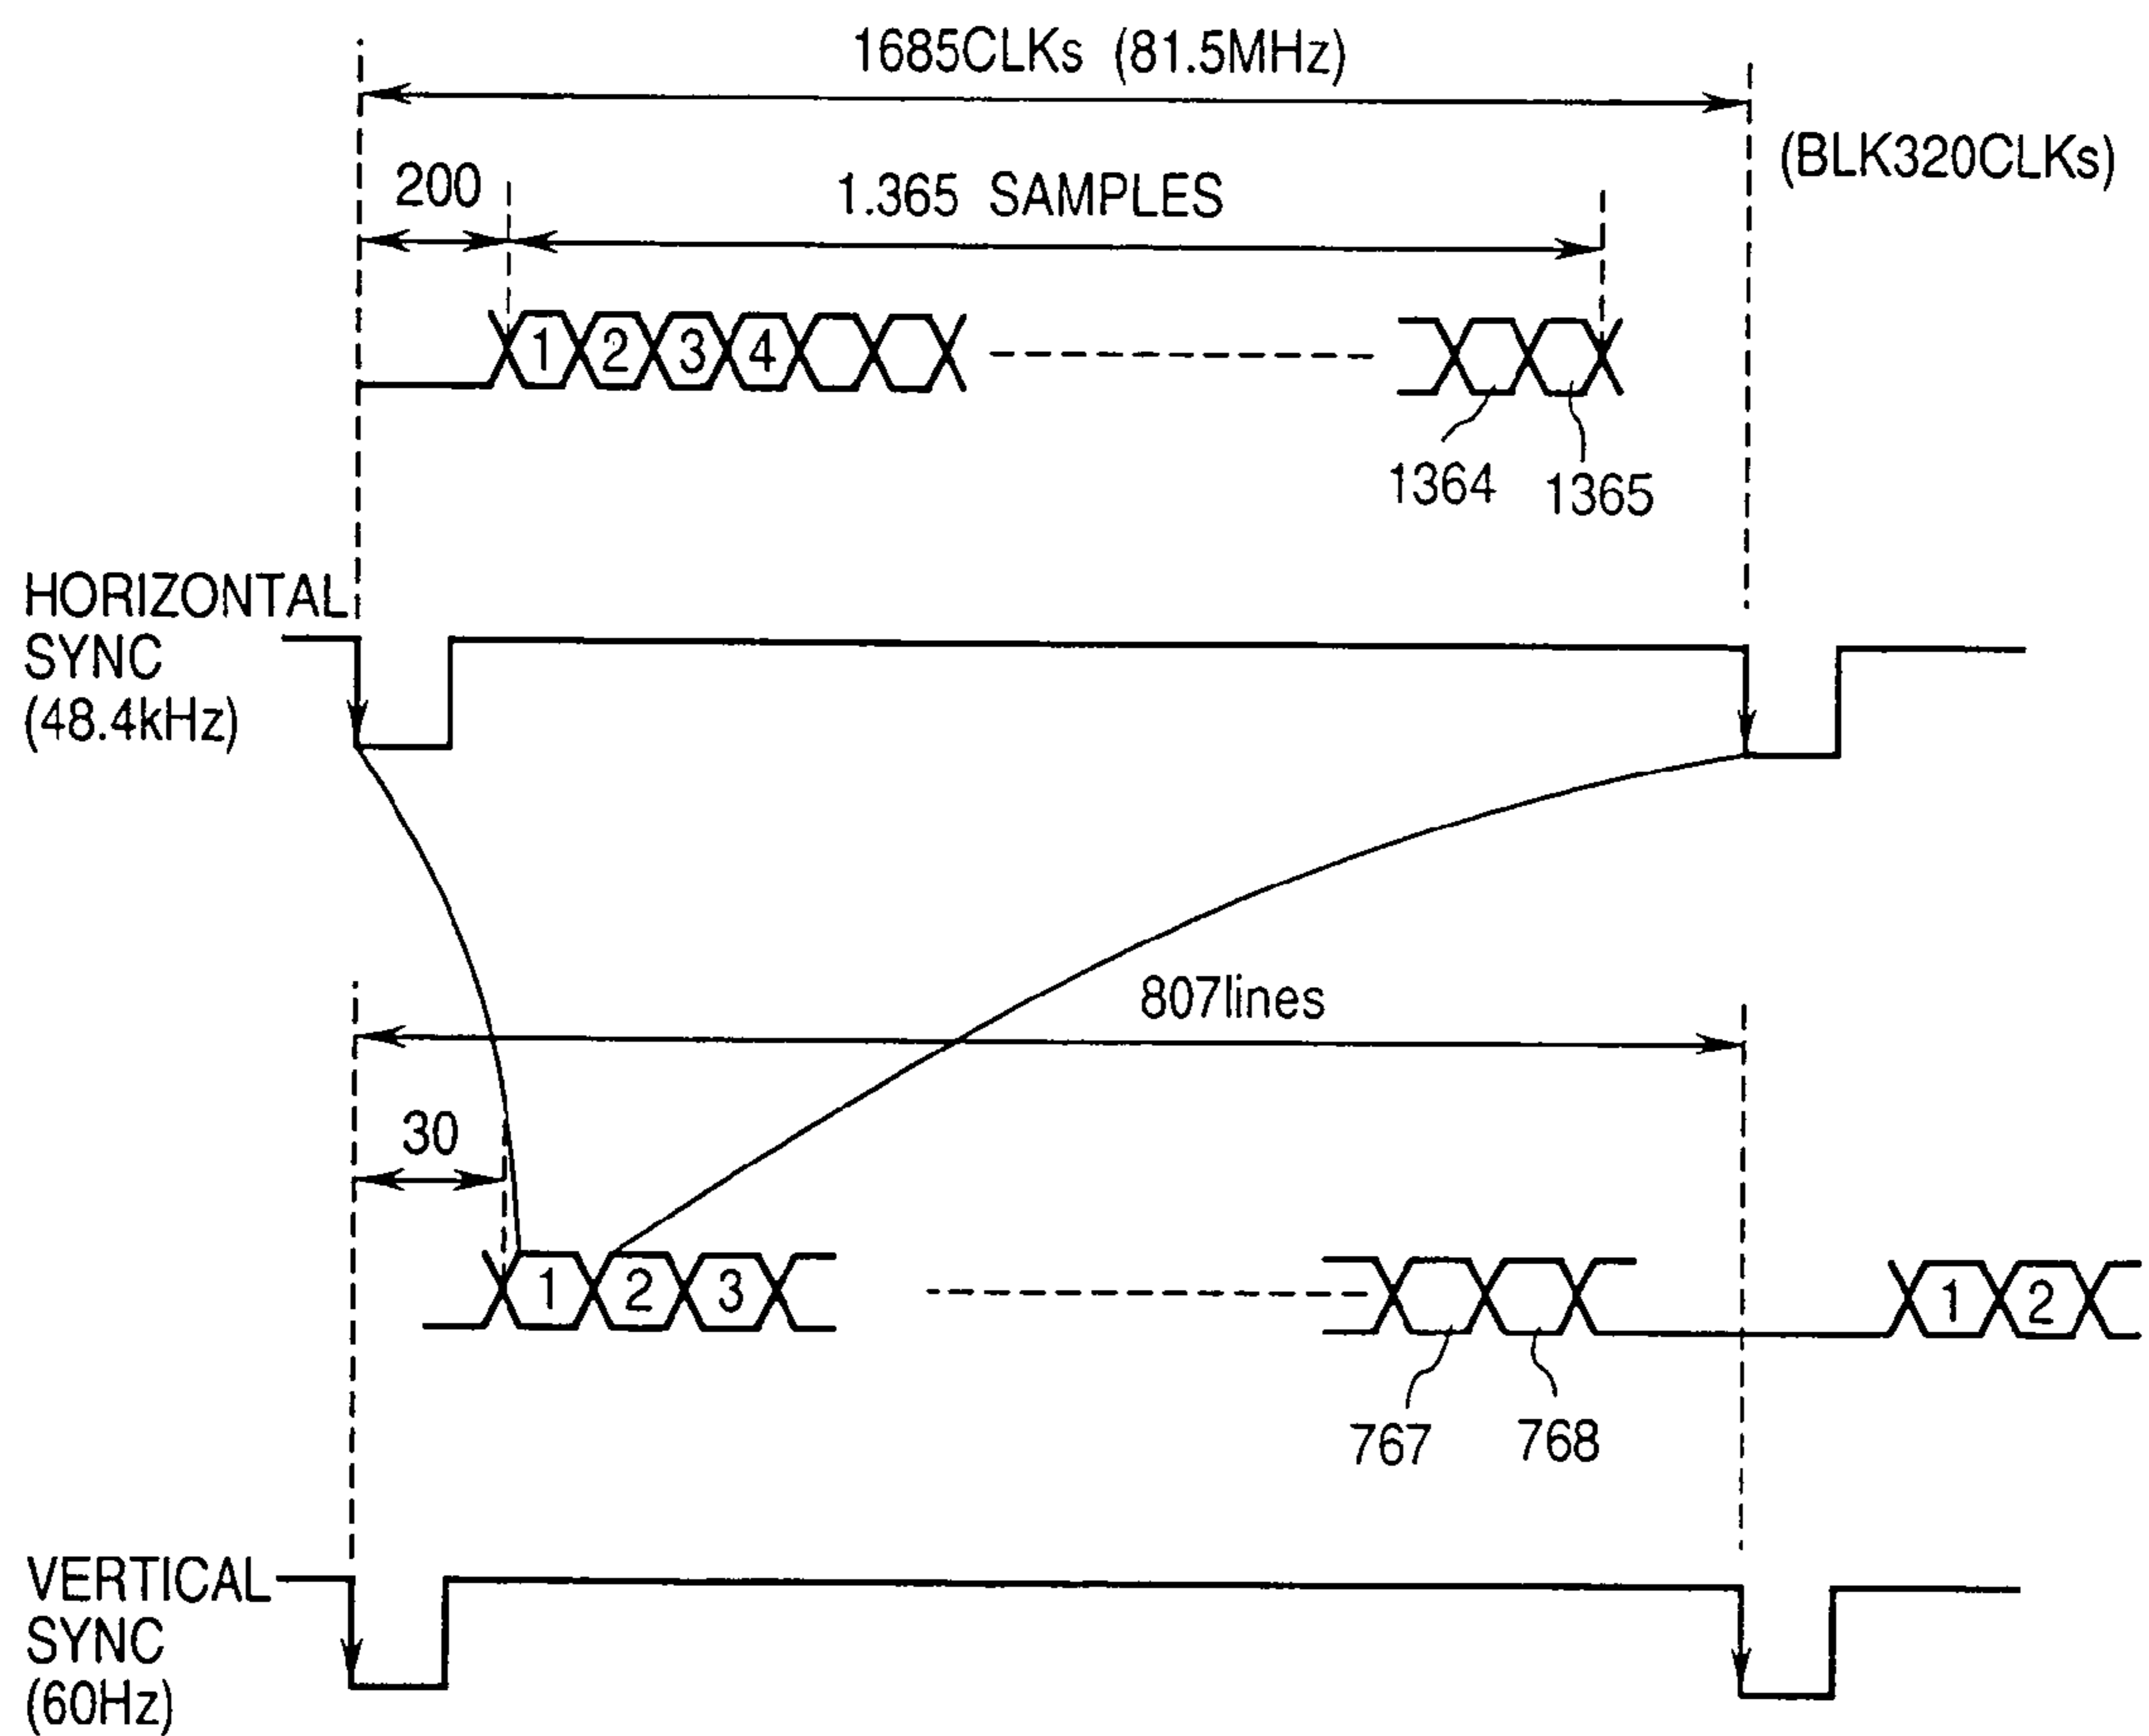 1685CLKs (81.5MHz)
(BLK320CLKs)
200
1.365 SAMPLES
1
2
3
4
1364
1365
HORIZONTAL
SYNC
(48.4kHz)
807lines
30
1
2
3
1
2
767
768
VERTICAL
SYNC
(60Hz)